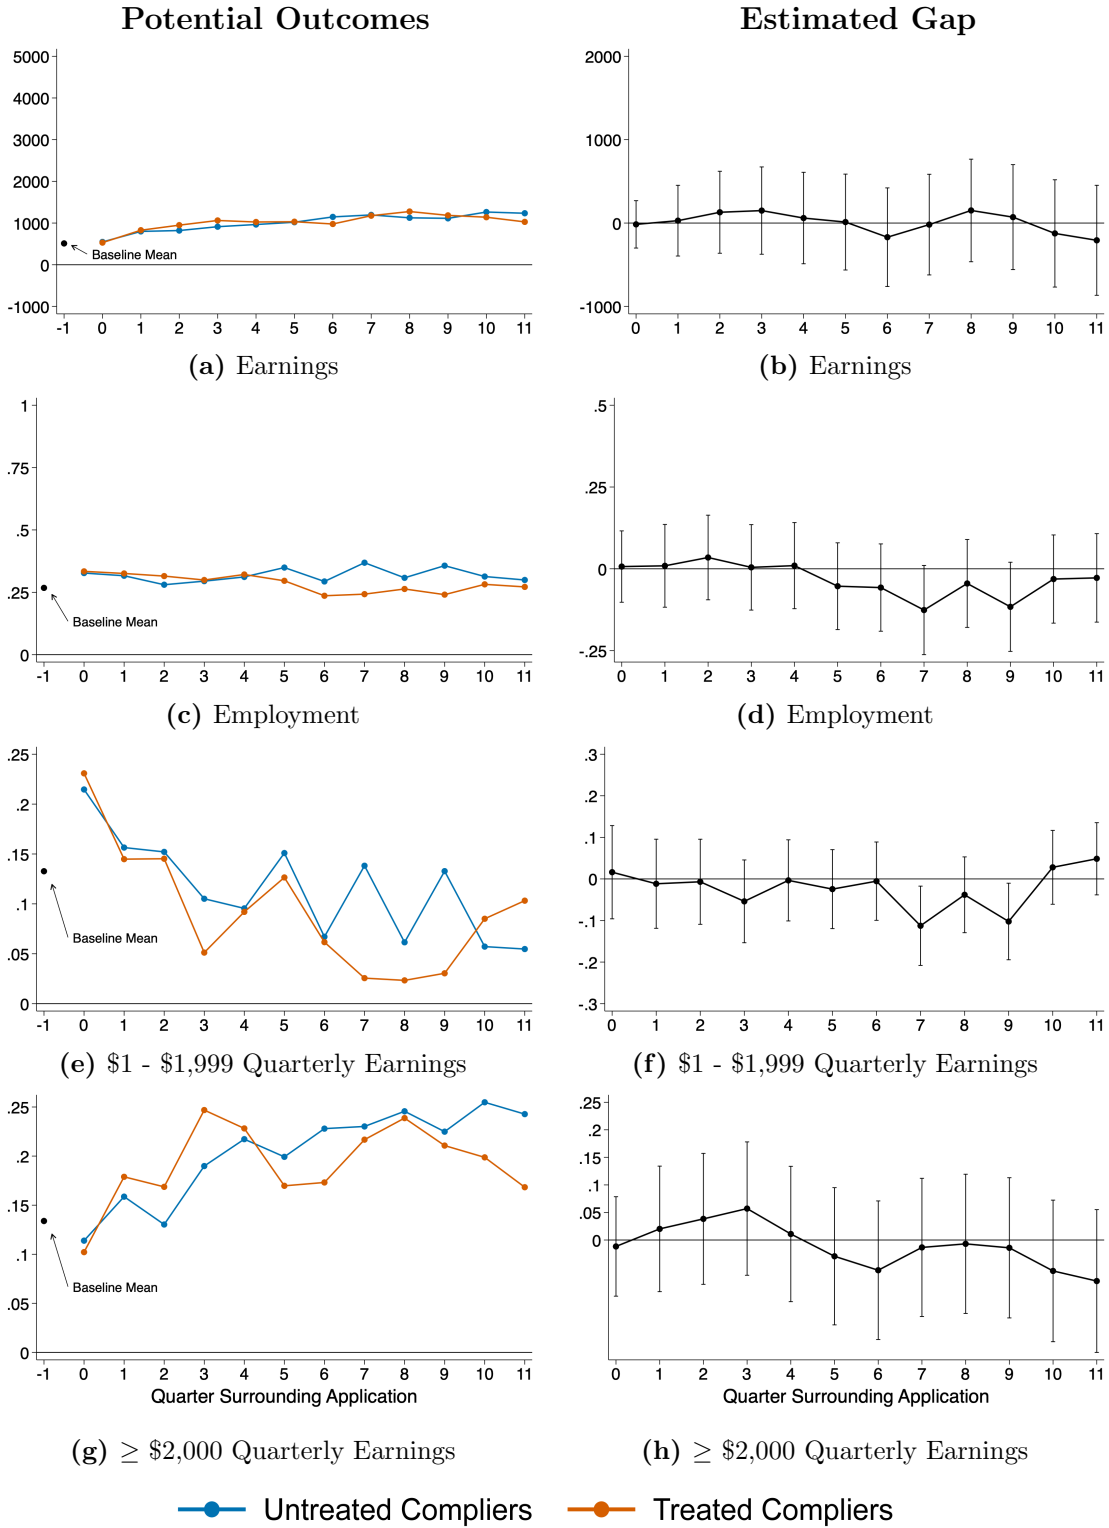 Potential Outcomes
Estimated Gap
5000
4000
3000
2000
1000
0
-1000
Baseline Mean
-1 0 1 2 3 4 5 6 7 8 9 10 11
(a) Earnings
2000
1000
0
-1000
0 1 2 3 4 5 6 7 8 9 10 11
(b) Earnings
1
.75
.5
.25
0
Baseline Mean
-1 0 1 2 3 4 5 6 7 8 9 10 11
(c) Employment
.5
.25
0
-.25
0 1 2 3 4 5 6 7 8 9 10 11
(d) Employment
.25
.2
.15
.1
.05
0
Baseline Mean
-1 0 1 2 3 4 5 6 7 8 9 10 11
(e) $1 - $1,999 Quarterly Earnings
.3
.2
.1
0
-.1
-.2
-.3
0 1 2 3 4 5 6 7 8 9 10 11
(f) $1 - $1,999 Quarterly Earnings
.25
.2
.15
.1
.05
0
Baseline Mean
-1 0 1 2 3 4 5 6 7 8 9 10 11
Quarter Surrounding Application
(g) ≥ $2,000 Quarterly Earnings
.25
.2
.15
.1
.05
0
0 1 2 3 4 5 6 7 8 9 10 11
Quarter Surrounding Application
(h) ≥ $2,000 Quarterly Earnings
Untreated Compliers
Treated Compliers